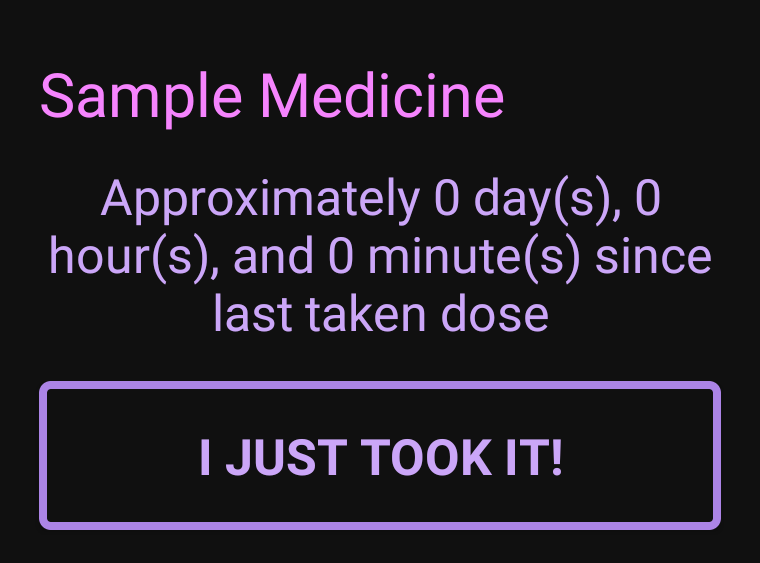 Sample Medicine
Approximately 0 day(s), 0
hour(s), and 0 minute(s) since
last taken dose
I JUST TOOK IT!